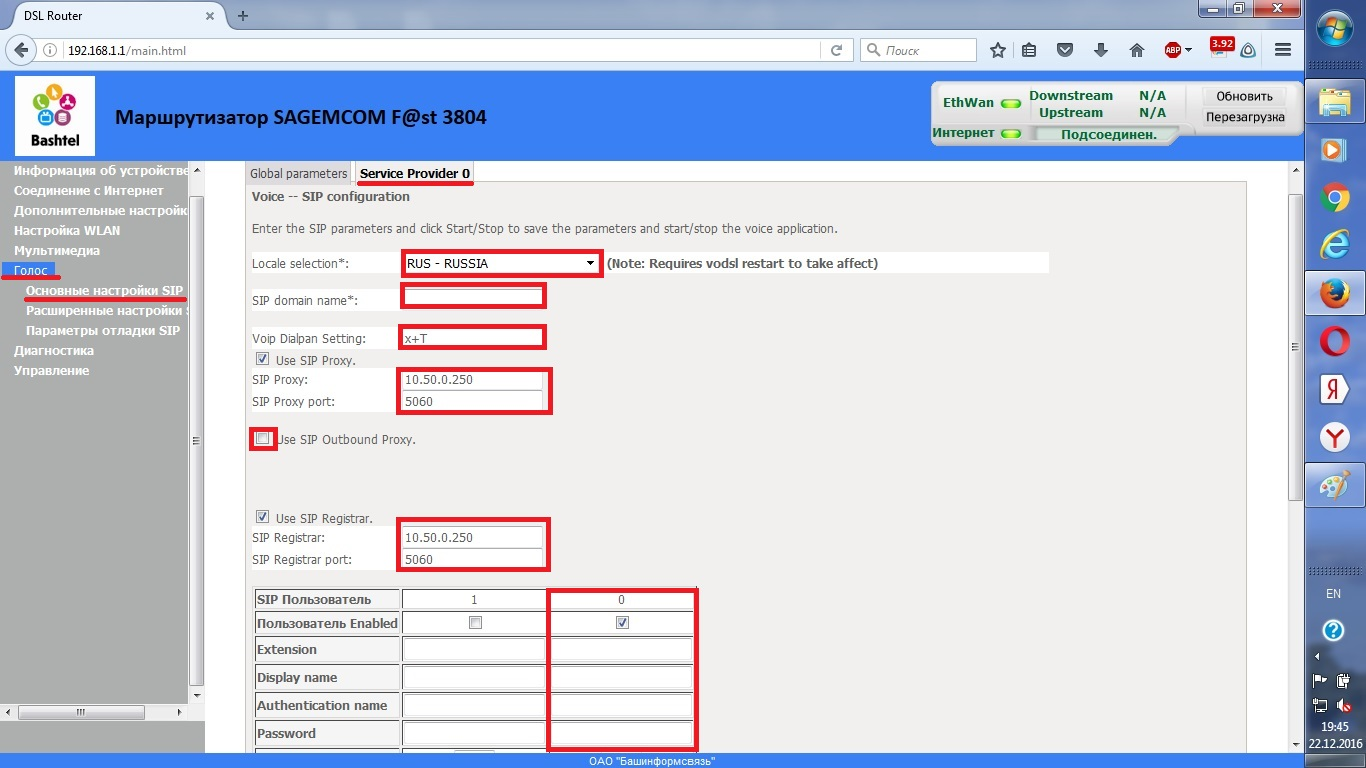 DSL Router
192.168.1.1/main.html
Поиск
ABP
3.92
Bashtel
Маршрутизатор SAGEMCOM F@st 3804
EthWan
Downstream N/A
Upstream N/A
Интернет
Подсоединен.
Обновить
Перезагрузка
Информация об устройстве
Соединение с Интернет
Дополнительные настройк
Настройка WLAN
Мультимедиа
Голос
Основные настройки SIP
Расширенные настройки
Параметры отладки SIP
Диагностика
Управление
Global parameters
Service Provider 0
Voice -- SIP configuration
Enter the SIP parameters and click Start/Stop to save the parameters and start/stop the voice application.
Locale selection*: RUS - RUSSIA (Note: Requires vodsl restart to take affect)
SIP domain name*:
Voip Dialpan Setting: x+T
Use SIP Proxy.
SIP Proxy: 10.50.0.250
SIP Proxy port: 5060
Use SIP Outbound Proxy.
Use SIP Registrar.
SIP Registrar: 10.50.0.250
SIP Registrar port: 5060
SIP Пользователь 1 0
Пользователь Enabled
Extension
Display name
Authentication name
Password
ОАО "Башинформсвязь"
EN
19:45
22.12.2016